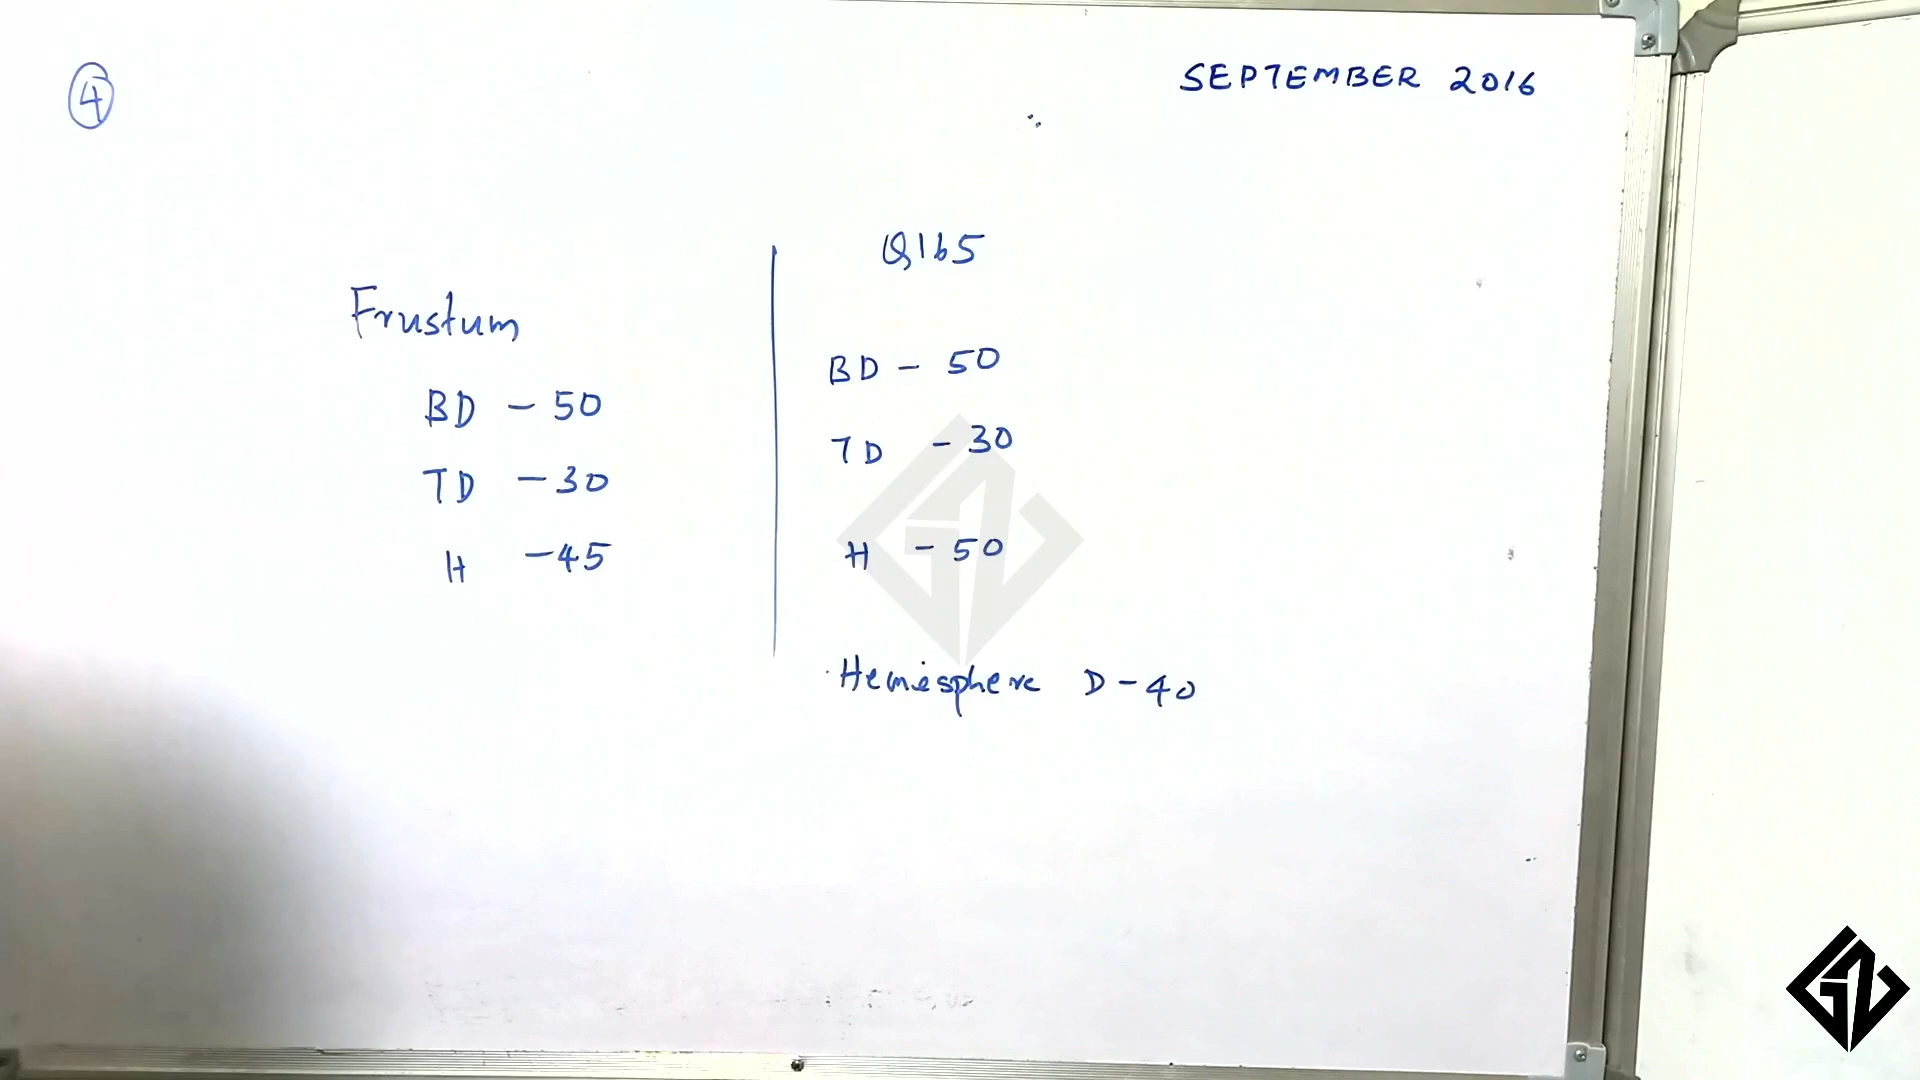 4
SEPTEMBER 2016
Frustum
BD - 50
TD - 30
H - 45
Q165
BD - 50
TD - 30
H - 50
Hemisphere D - 40